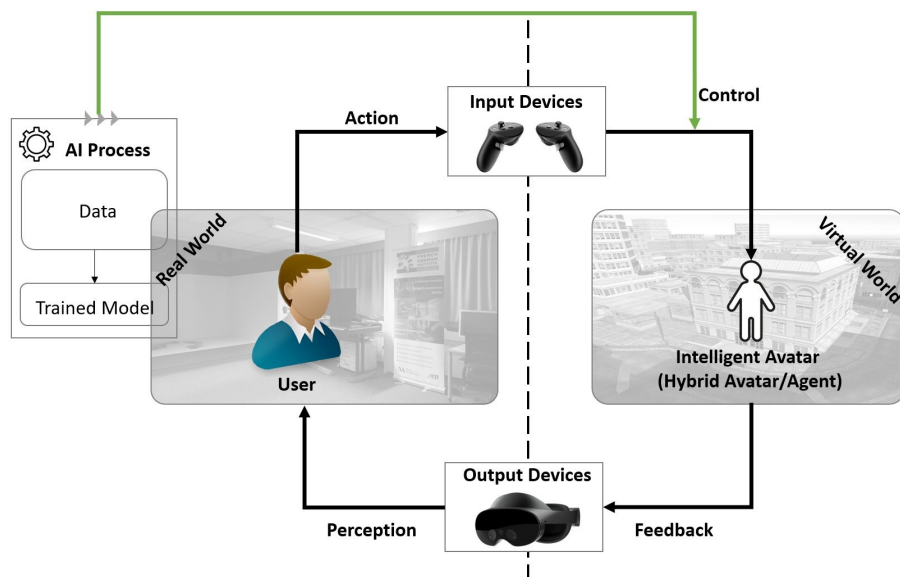 Input Devices
Control
Action
AI Process
Data
Trained Model
Real World
User
Virtual World
Intelligent Avatar
(Hybrid Avatar/Agent)
Output Devices
Perception
Feedback